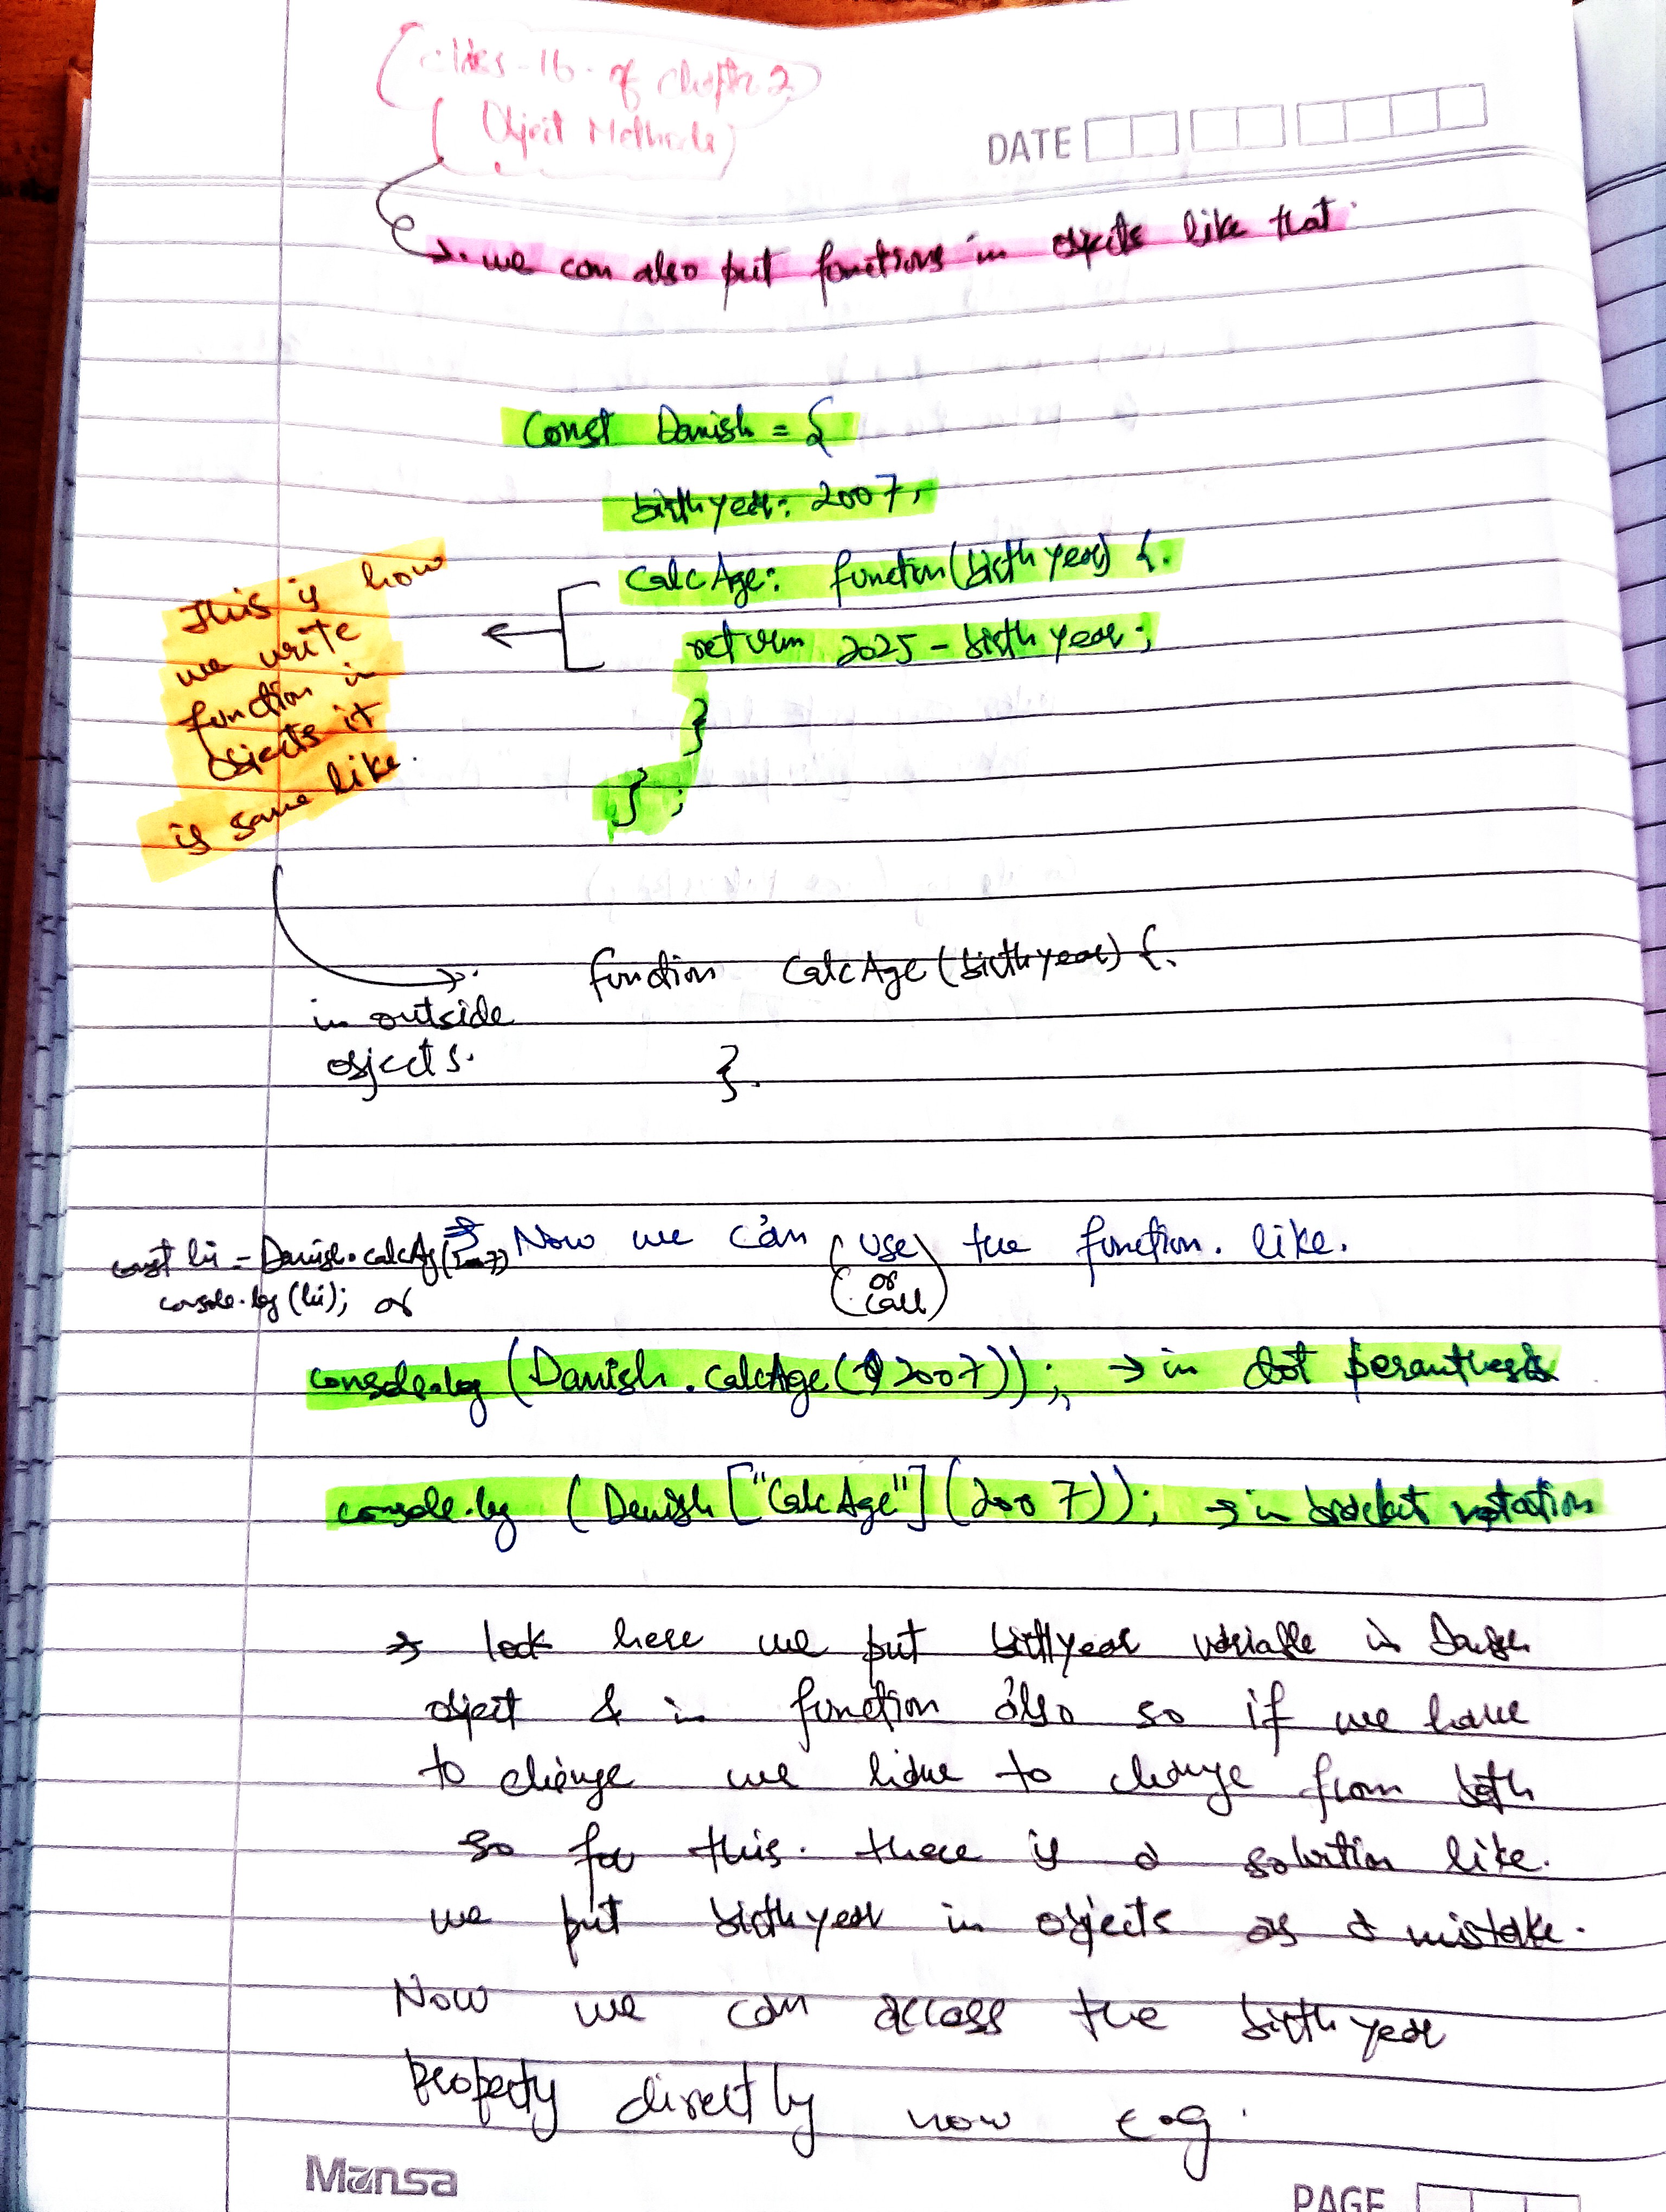 (class-16 of chapter 2)
(Object Methods)
DATE
→. we can also put functions in objects like that.
Const Danish = {
birthyear: 2007,
CalcAge: function(birthyear) {.
return 2025 - birthyear;
}
};
This is how
we write
function in
objects it
is same like.
function CalcAge(birthyear) {.
in outside
objects.
}.
→ Now we can (use) the function. like.
(or
call)
const hi = Danish.calcAg(2007)
console.log(hi); or
console.log(Danish.CalcAge(2007)); → in dot peranthesis
console.log (Danish["CalcAge"](2007)); → in bracket notation
→ look here we put birthyear variable in Danish
object & in function also so if we have
to change we have to change from both
so for this. there is a solution like.
we put birthyear in objects as a mistake.
Now we can access the birthyear
property directly now e.g.
Mansa
PAGE